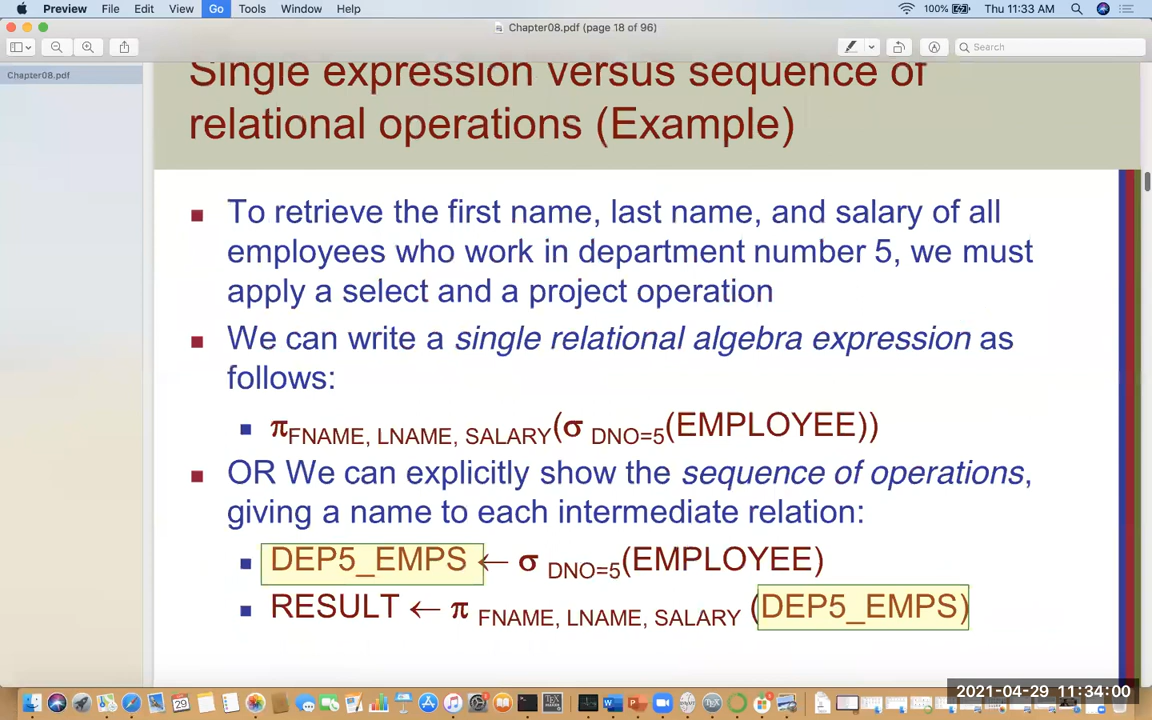 Preview File Edit View Go Tools Window Help 100% Thu 11:33 AM
Chapter08.pdf (page 18 of 96)
Search
Chapter08.pdf
Single expression versus sequence of
relational operations (Example)
To retrieve the first name, last name, and salary of all
employees who work in department number 5, we must
apply a select and a project operation
We can write a single relational algebra expression as
follows:
πFNAME, LNAME, SALARY(σ DNO=5(EMPLOYEE))
OR We can explicitly show the sequence of operations,
giving a name to each intermediate relation:
DEP5_EMPS ← σ DNO=5(EMPLOYEE)
RESULT ← π FNAME, LNAME, SALARY (DEP5_EMPS)
2021-04-29 11:34:00